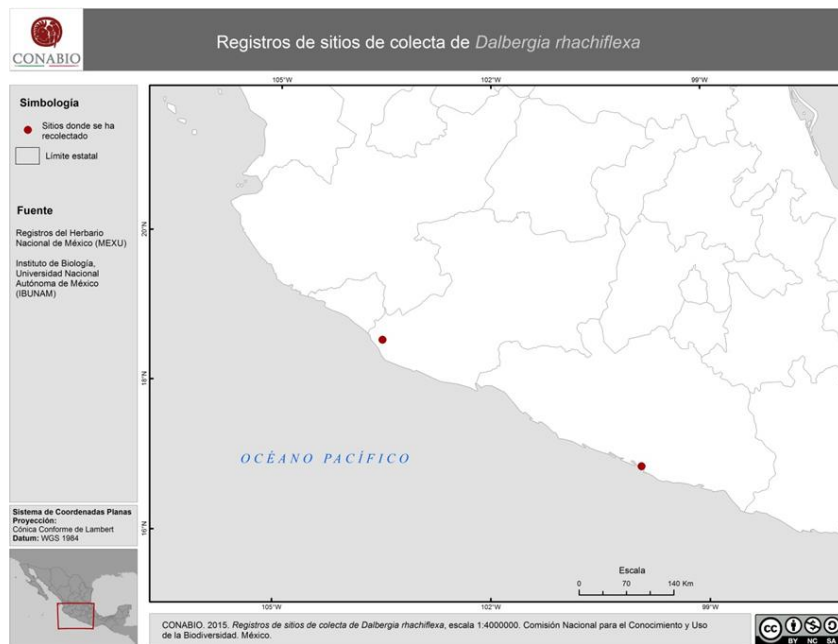 CONABIO
Registros de sitios de colecta de Dalbergia rhachiflexa
Simbología
Sitios donde se ha
recolectado
Límite estatal
Fuente
Registros del Herbario
Nacional de México (MEXU)
Instituto de Biología,
Universidad Nacional
Autónoma de México
(IBUNAM)
Sistema de Coordenadas Planas
Proyección:
Cónica Conforme de Lambert
Datum: WGS 1984
105°W 102°W 99°W
20°N
18°N
16°N
OCÉANO PACÍFICO
Escala
0 70 140 Km
105°W 102°W 99°W
CONABIO. 2015. Registros de sitios de colecta de Dalbergia rhachiflexa, escala 1:4000000. Comisión Nacional para el Conocimiento y Uso
de la Biodiversidad. México.
CC
BY NC SA